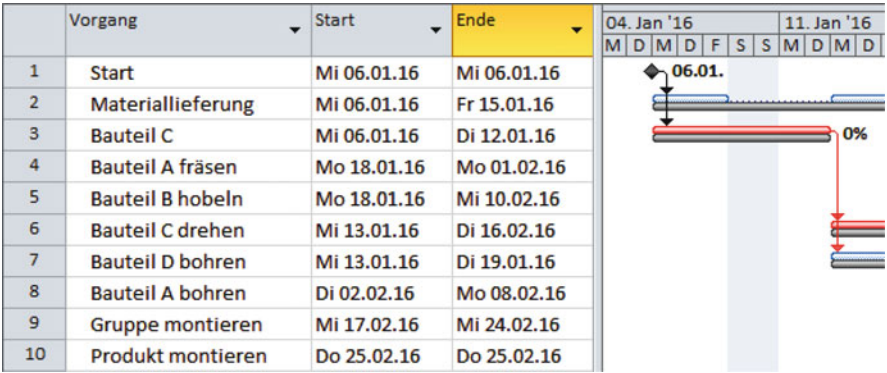 Vorgang Start Ende 04. Jan '16 11. Jan '16
M D M D F S S M D M D
1 Start Mi 06.01.16 Mi 06.01.16 06.01.
2 Materiallieferung Mi 06.01.16 Fr 15.01.16
3 Bauteil C Mi 06.01.16 Di 12.01.16 0%
4 Bauteil A fräsen Mo 18.01.16 Mo 01.02.16
5 Bauteil B hobeln Mo 18.01.16 Mi 10.02.16
6 Bauteil C drehen Mi 13.01.16 Di 16.02.16
7 Bauteil D bohren Mi 13.01.16 Di 19.01.16
8 Bauteil A bohren Di 02.02.16 Mo 08.02.16
9 Gruppe montieren Mi 17.02.16 Mi 24.02.16
10 Produkt montieren Do 25.02.16 Do 25.02.16